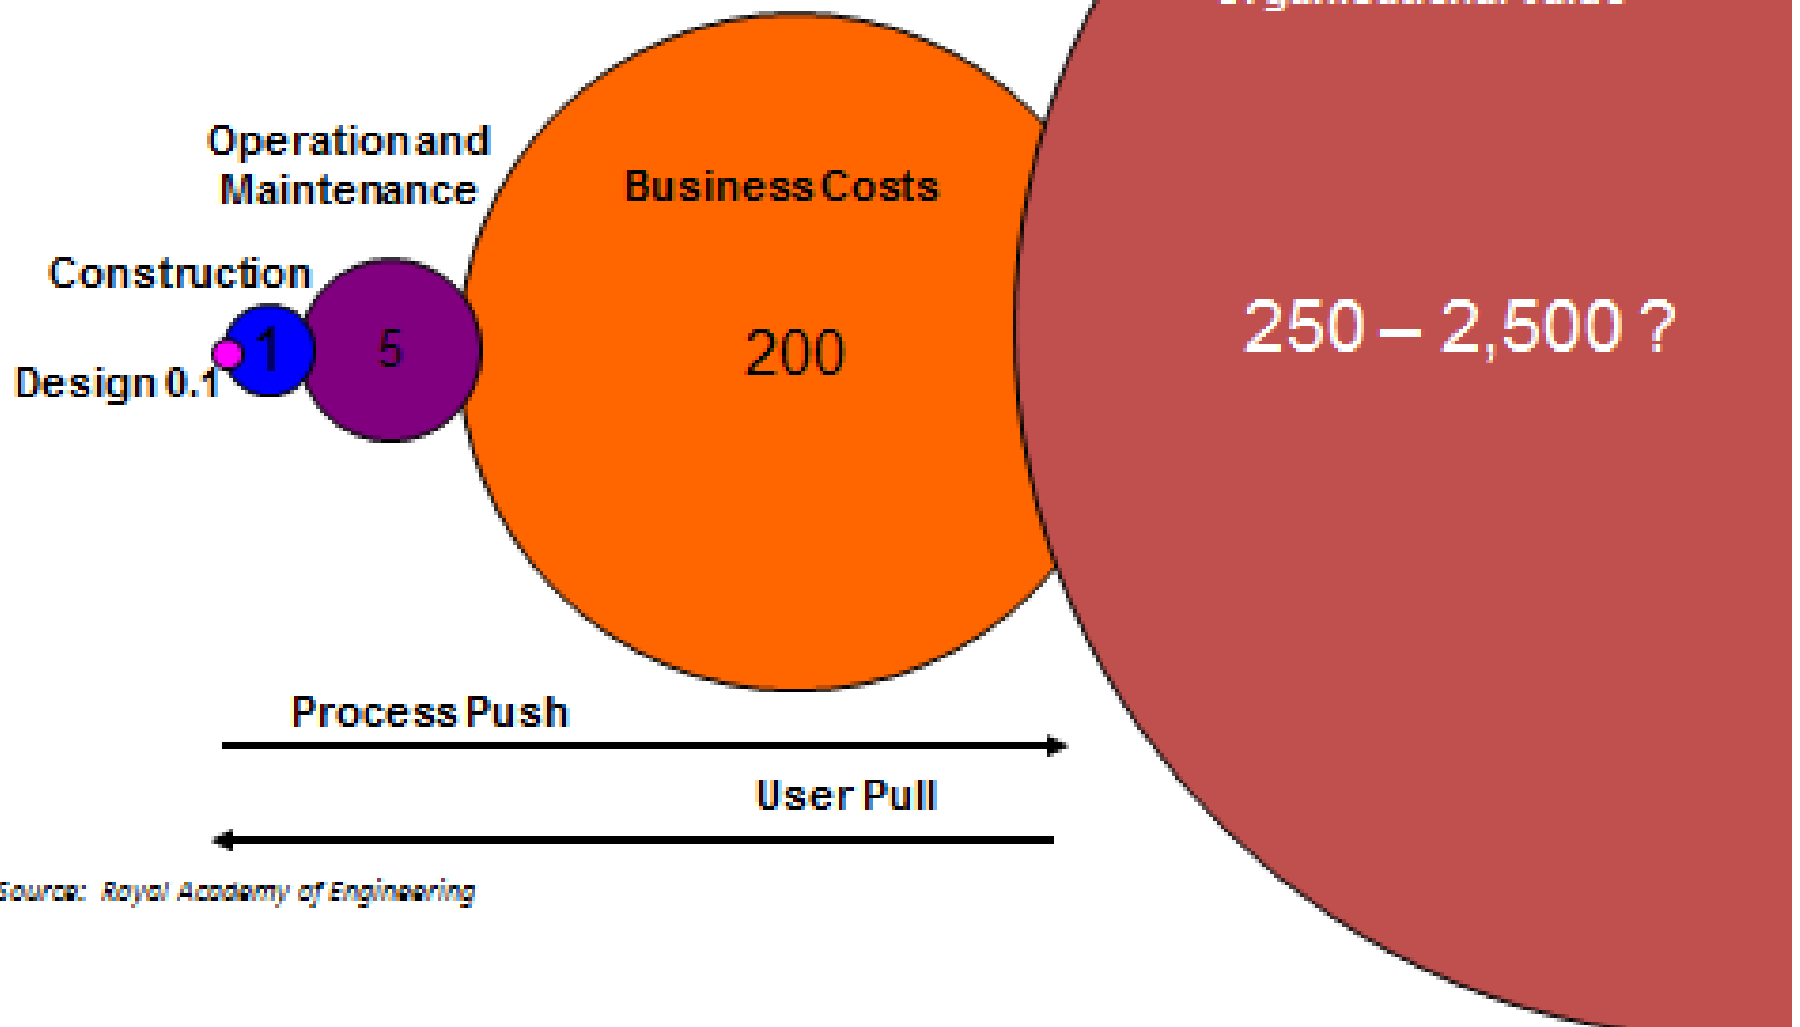 Operation and
Maintenance
Business Costs
Construction
1
5
200
250 – 2,500 ?
Design 0.1
Process Push
User Pull
Source: Royal Academy of Engineering